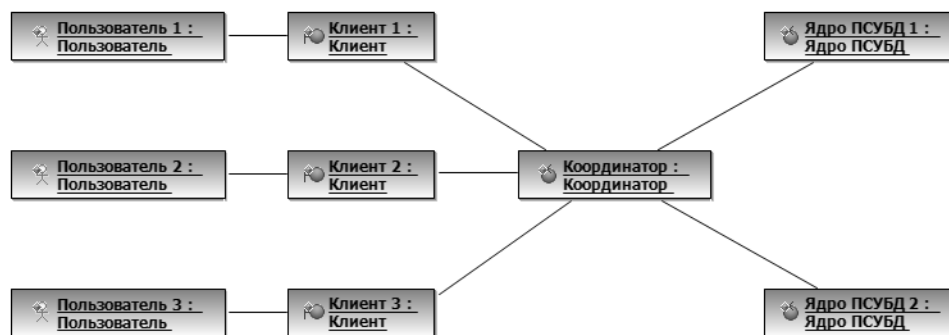 Пользователь 1 :
Пользователь
Клиент 1 :
Клиент
Ядро ПСУБД 1 :
Ядро ПСУБД
Пользователь 2 :
Пользователь
Клиент 2 :
Клиент
Координатор :
Координатор
Пользователь 3 :
Пользователь
Клиент 3 :
Клиент
Ядро ПСУБД 2 :
Ядро ПСУБД